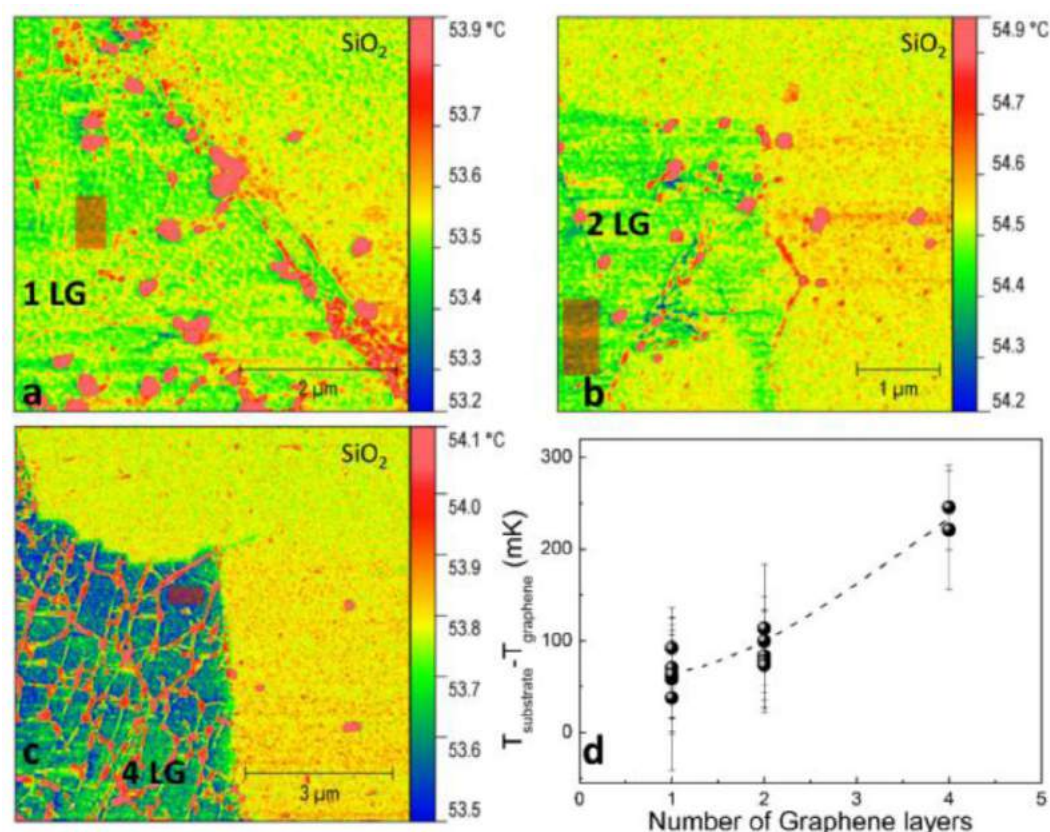 SiO₂
53.9 °C
53.7
53.6
53.5
53.4
53.3
53.2
1 LG
2 µm
a
SiO₂
54.9 °C
54.7
54.6
54.5
54.4
54.3
54.2
2 LG
1 µm
b
SiO₂
54.1 °C
54.0
53.9
53.8
53.7
53.6
53.5
4 LG
3 µm
c
T substrate -T graphene (mK)
300
200
100
0
d
0 1 2 3 4 5
Number of Graphene layers